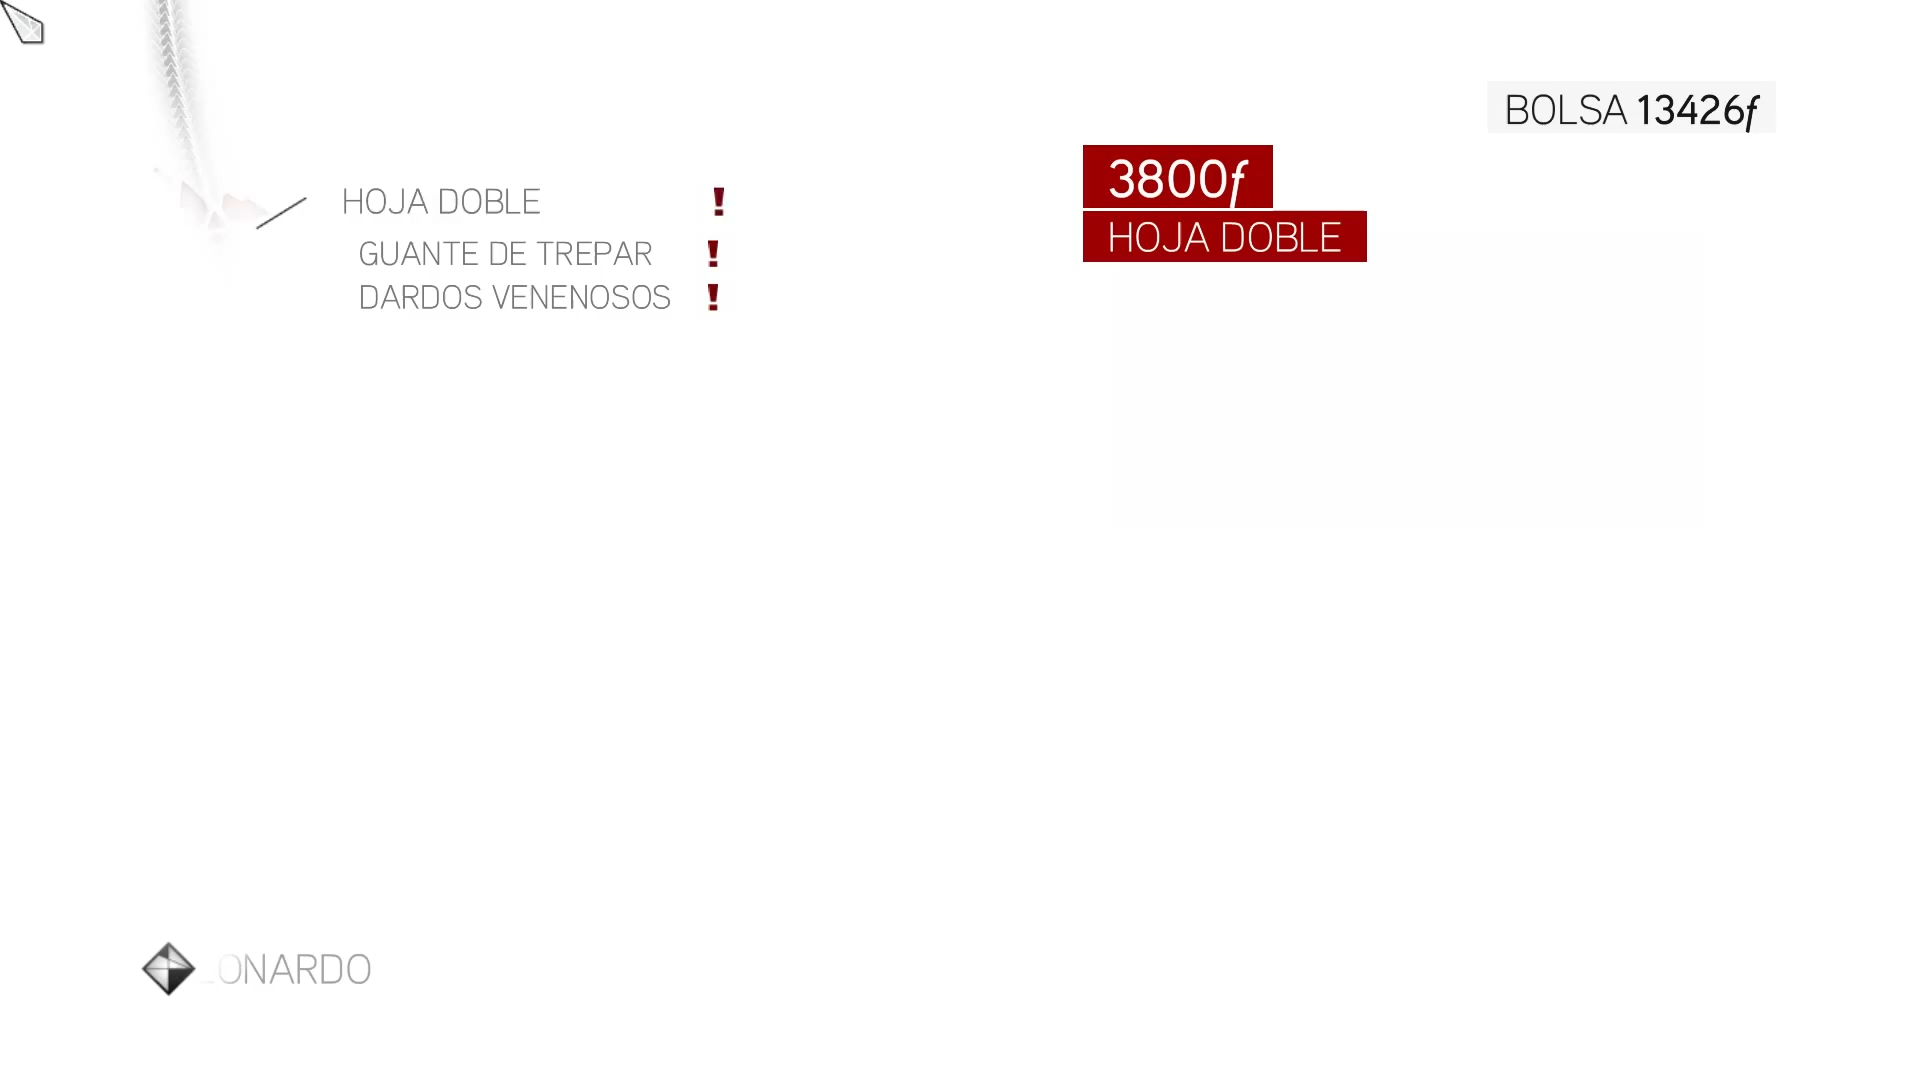 BOLSA 13426f
3800f
HOJA DOBLE
HOJA DOBLE !
GUANTE DE TREPAR !
DARDOS VENENOSOS !
ONARDO